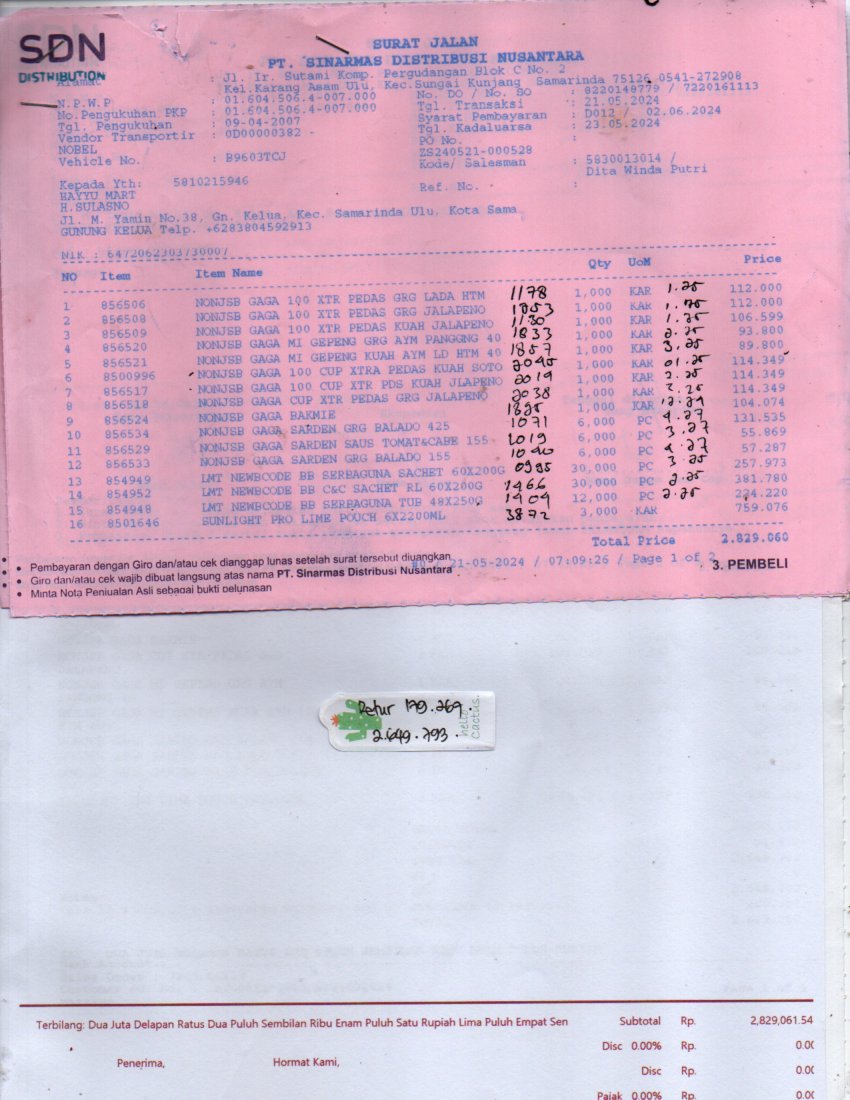 SDN
DISTRIBUTION
SURAT JALAN
PT. SINARMAS DISTRIBUSI NUSANTARA
Alamat : Jl. Ir. Sutami Komp. Pergudangan Blok C No. 2
Kel.Karang Asam Ulu, Kec.Sungai Kunjang Samarinda 75126 0541-272908
N.P.W.P : 01.604.506.4-007.000
No.Pengukuhan PKP : 01.604.506.4-007.000
Tgl. Pengukuhan : 09-04-2007
Vendor Transportir : 0D00000382 -
NOBEL
Vehicle No. : B9603TCJ
No. DO / No. SO : 8220148779 / 7220161113
Tgl. Transaksi : 21.05.2024
Syarat Pembayaran : D012 / 02.06.2024
Tgl. Kadaluarsa : 23.05.2024
PO No. :
ZS240521-000528
Kode/ Salesman : 5830013014 /
Dita Winda Putri
Ref. No. :
Kepada Yth: 5810215946
HAYYU MART
H.SULASNO
Jl. M. Yamin No.38, Gn. Kelua, Kec. Samarinda Ulu, Kota Sama
GUNUNG KELUA Telp. +6283804592913
NIK : 6472062303730007
NO Item Item Name Qty UoM Price
1 856506 NONJSB GAGA 100 XTR PEDAS GRG LADA HTM 1178 1,000 KAR 1.25 112.000
2 856508 NONJSB GAGA 100 XTR PEDAS GRG JALAPENO 1,000 KAR 112.000
3 856509 NONJSB GAGA 100 XTR PEDAS KUAH JALAPENO 1130 1,000 KAR 1.25 106.599
4 856520 NONJSB GAGA MI GEPENG GRG AYM PANGGNG 40 1833 1,000 KAR 2.25 93.800
5 856521 NONJSB GAGA MI GEPENG KUAH AYM LD HTM 40 1857 1,000 KAR 3.25 89.800
6 8500996 NONJSB GAGA 100 CUP XTRA PEDAS KUAH SOTO 2045 1,000 KAR 01.25 114.349
7 856517 NONJSB GAGA 100 CUP XTR PDS KUAH JLAPENO 2019 1,000 KAR 2.25 114.349
8 856518 NONJSB GAGA CUP XTR PEDAS GRG JALAPENO 2038 1,000 KAR 3.25 114.349
9 856524 NONJSB GAGA BAKMIE 1825 1,000 KAR 12.24 104.074
10 856534 NONJSB GAGA SARDEN GRG BALADO 425 1071 6,000 PC 4.27 131.535
11 856529 NONJSB GAGA SARDEN SAUS TOMAT&CABE 155 1019 6,000 PC 3.27 55.869
12 856533 NONJSB GAGA SARDEN GRG BALADO 155 1040 6,000 PC 4.27 57.287
13 854949 LMT NEWBCODE BB SERBAGUNA SACHET 60X200G 0985 30,000 PC 3.25 257.973
14 854952 LMT NEWBCODE BB C&C SACHET RL 60X200G 1466 30,000 PC 2.25 381.780
15 854948 LMT NEWBCODE BB SERBAGUNA TUB 48X250G 1404 12,000 PC 2.25 224.220
16 8501646 SUNLIGHT PRO LIME POUCH 6X2200ML 3872 3,000 KAR 759.076
Total Price 2.829.060
#0 / 21-05-2024 / 07:09:26 / Page 1 of 2
• Pembayaran dengan Giro dan/atau cek dianggap lunas setelah surat tersebut diuangkan
• Giro dan/atau cek wajib dibuat langsung atas nama PT. Sinarmas Distribusi Nusantara
• Minta Nota Penjualan Asli sebagai bukti pelunasan
3. PEMBELI
Retur 179.269.
2.649.793.
hello cactus.
Terbilang: Dua Juta Delapan Ratus Dua Puluh Sembilan Ribu Enam Puluh Satu Rupiah Lima Puluh Empat Sen
Subtotal Rp. 2,829,061.54
Disc 0.00% Rp. 0.00
Penerima, Hormat Kami,
Disc Rp. 0.00
Pajak 0.00% Rp. 0.00